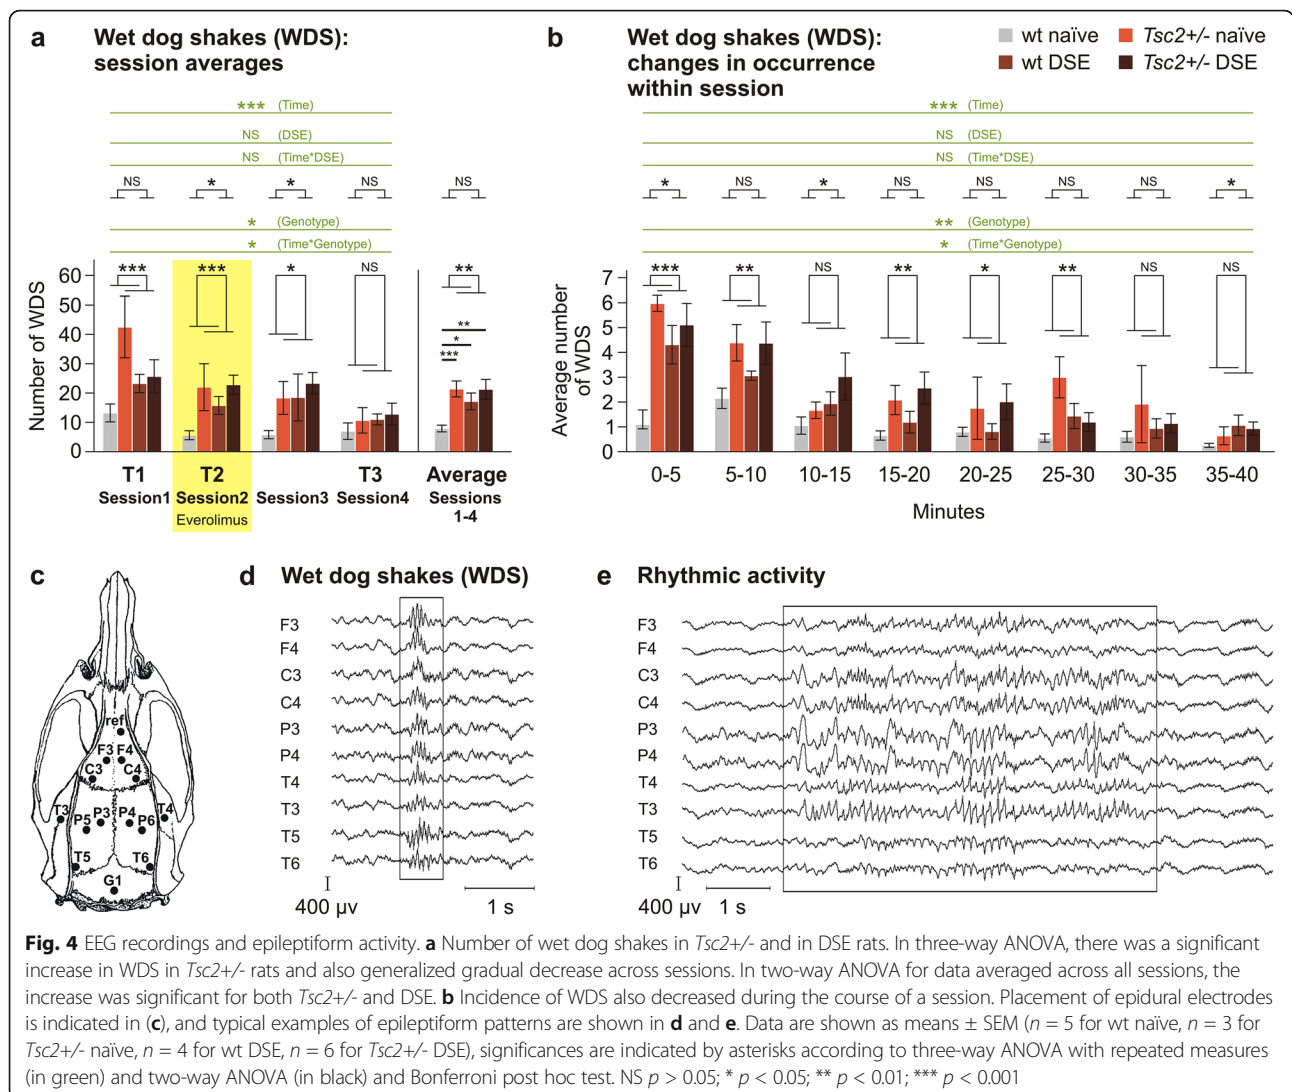 a Wet dog shakes (WDS):
session averages
*** (Time)
NS (DSE)
NS (Time*DSE)
NS * * NS NS
* (Genotype)
* (Time*Genotype)
*** *** * NS **
**
*
***
Number of WDS
60
50
40
30
20
10
0
T1 T2 T3 Average
Session1 Session2 Session3 Session4 Sessions
Everolimus 1-4
b Wet dog shakes (WDS):
changes in occurrence
within session
wt naïve Tsc2+/- naïve
wt DSE Tsc2+/- DSE
*** (Time)
NS (DSE)
NS (Time*DSE)
* NS * NS NS NS NS *
** (Genotype)
* (Time*Genotype)
*** ** NS ** * ** NS NS
Average number
of WDS
7
6
5
4
3
2
1
0
0-5 5-10 10-15 15-20 20-25 25-30 30-35 35-40
Minutes
c
ref
F3 F4
C3 C4
T3 P5 P3 P4 P6 T4
T5 T6
G1
d Wet dog shakes (WDS)
F3
F4
C3
C4
P3
P4
T4
T3
T5
T6
400 µv 1 s
e Rhythmic activity
F3
F4
C3
C4
P3
P4
T4
T3
T5
T6
400 µv 1 s
Fig. 4 EEG recordings and epileptiform activity. a Number of wet dog shakes in Tsc2+/- and in DSE rats. In three-way ANOVA, there was a significant
increase in WDS in Tsc2+/- rats and also generalized gradual decrease across sessions. In two-way ANOVA for data averaged across all sessions, the
increase was significant for both Tsc2+/- and DSE. b Incidence of WDS also decreased during the course of a session. Placement of epidural electrodes
is indicated in (c), and typical examples of epileptiform patterns are shown in d and e. Data are shown as means ± SEM (n = 5 for wt naïve, n = 3 for
Tsc2+/- naïve, n = 4 for wt DSE, n = 6 for Tsc2+/- DSE), significances are indicated by asterisks according to three-way ANOVA with repeated measures
(in green) and two-way ANOVA (in black) and Bonferroni post hoc test. NS p > 0.05; * p < 0.05; ** p < 0.01; *** p < 0.001